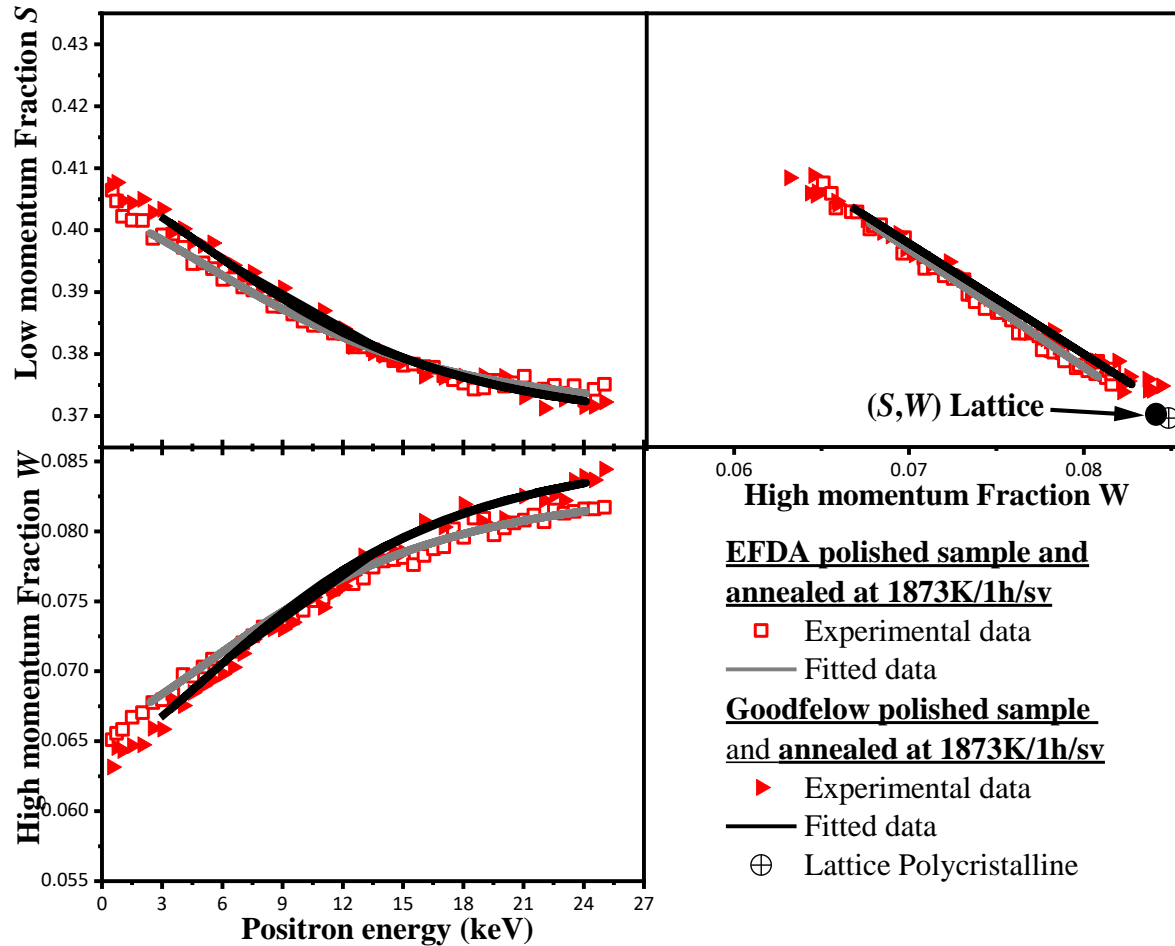 Low momentum Fraction S
0.43
0.42
0.41
0.40
0.39
0.38
0.37
(S,W) Lattice
0.06
0.07
0.08
High momentum Fraction W
High momentum Fraction W
0.085
0.080
0.075
0.070
0.065
0.060
0.055
0
3
6
9
12
15
18
21
24
27
Positron energy (keV)
EFDA polished sample and
annealed at 1873K/1h/sv
Experimental data
Fitted data
Goodfelow polished sample
and annealed at 1873K/1h/sv
Experimental data
Fitted data
Lattice Polycristalline